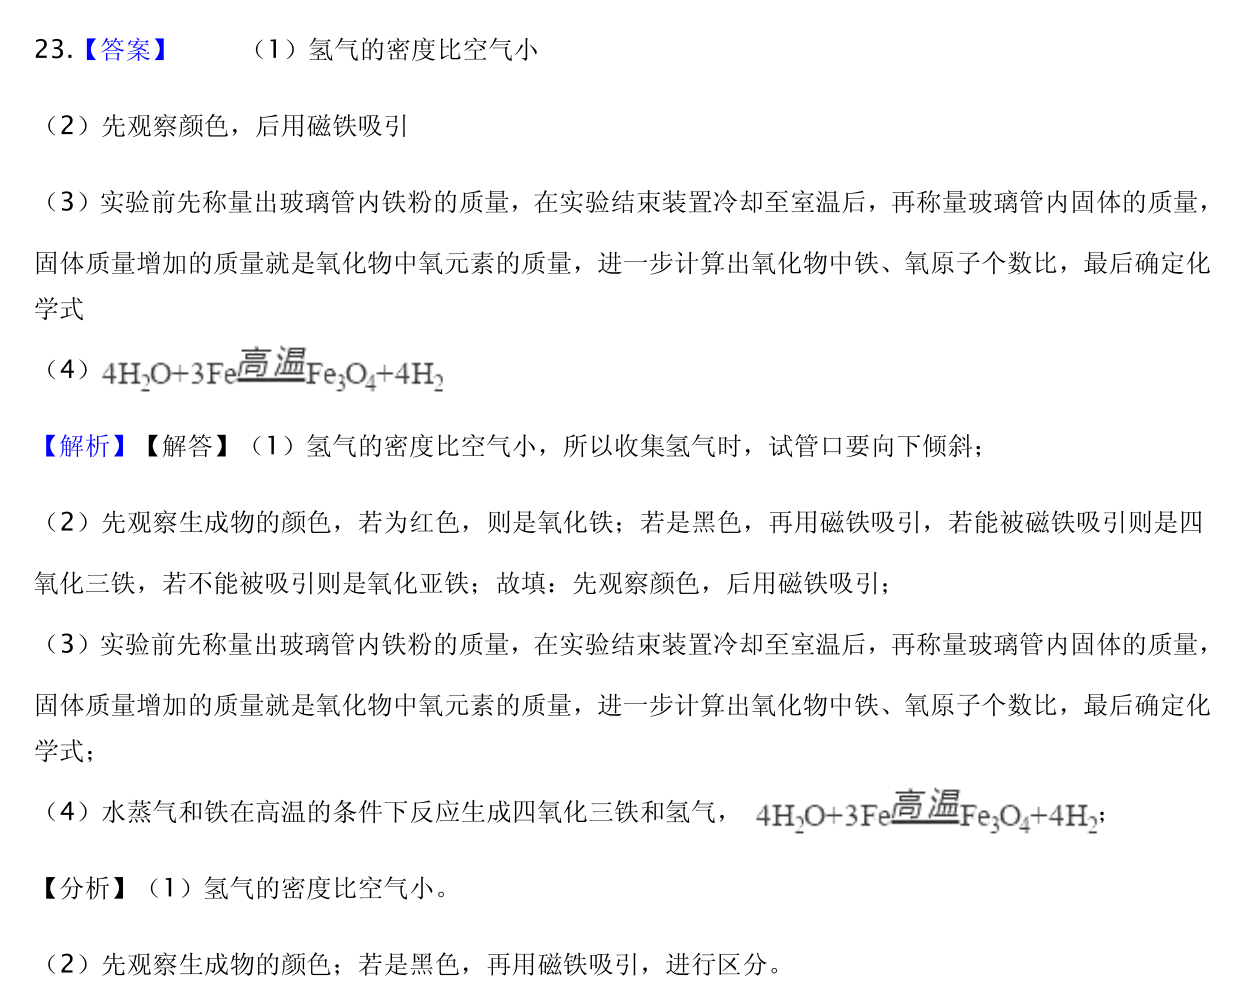 23.【答案】 （1）氢气的密度比空气小
（2）先观察颜色，后用磁铁吸引
（3）实验前先称量出玻璃管内铁粉的质量，在实验结束装置冷却至室温后，再称量玻璃管内固体的质量，
固体质量增加的质量就是氧化物中氧元素的质量，进一步计算出氧化物中铁、氧原子个数比，最后确定化
学式
（4）4H₂O+3Fe高温Fe₃O₄+4H₂
【解析】【解答】（1）氢气的密度比空气小，所以收集氢气时，试管口要向下倾斜；
（2）先观察生成物的颜色，若为红色，则是氧化铁；若是黑色，再用磁铁吸引，若能被磁铁吸引则是四
氧化三铁，若不能被吸引则是氧化亚铁；故填：先观察颜色，后用磁铁吸引；
（3）实验前先称量出玻璃管内铁粉的质量，在实验结束装置冷却至室温后，再称量玻璃管内固体的质量，
固体质量增加的质量就是氧化物中氧元素的质量，进一步计算出氧化物中铁、氧原子个数比，最后确定化
学式；
（4）水蒸气和铁在高温的条件下反应生成四氧化三铁和氢气， 4H₂O+3Fe高温Fe₃O₄+4H₂；
【分析】（1）氢气的密度比空气小。
（2）先观察生成物的颜色；若是黑色，再用磁铁吸引，进行区分。